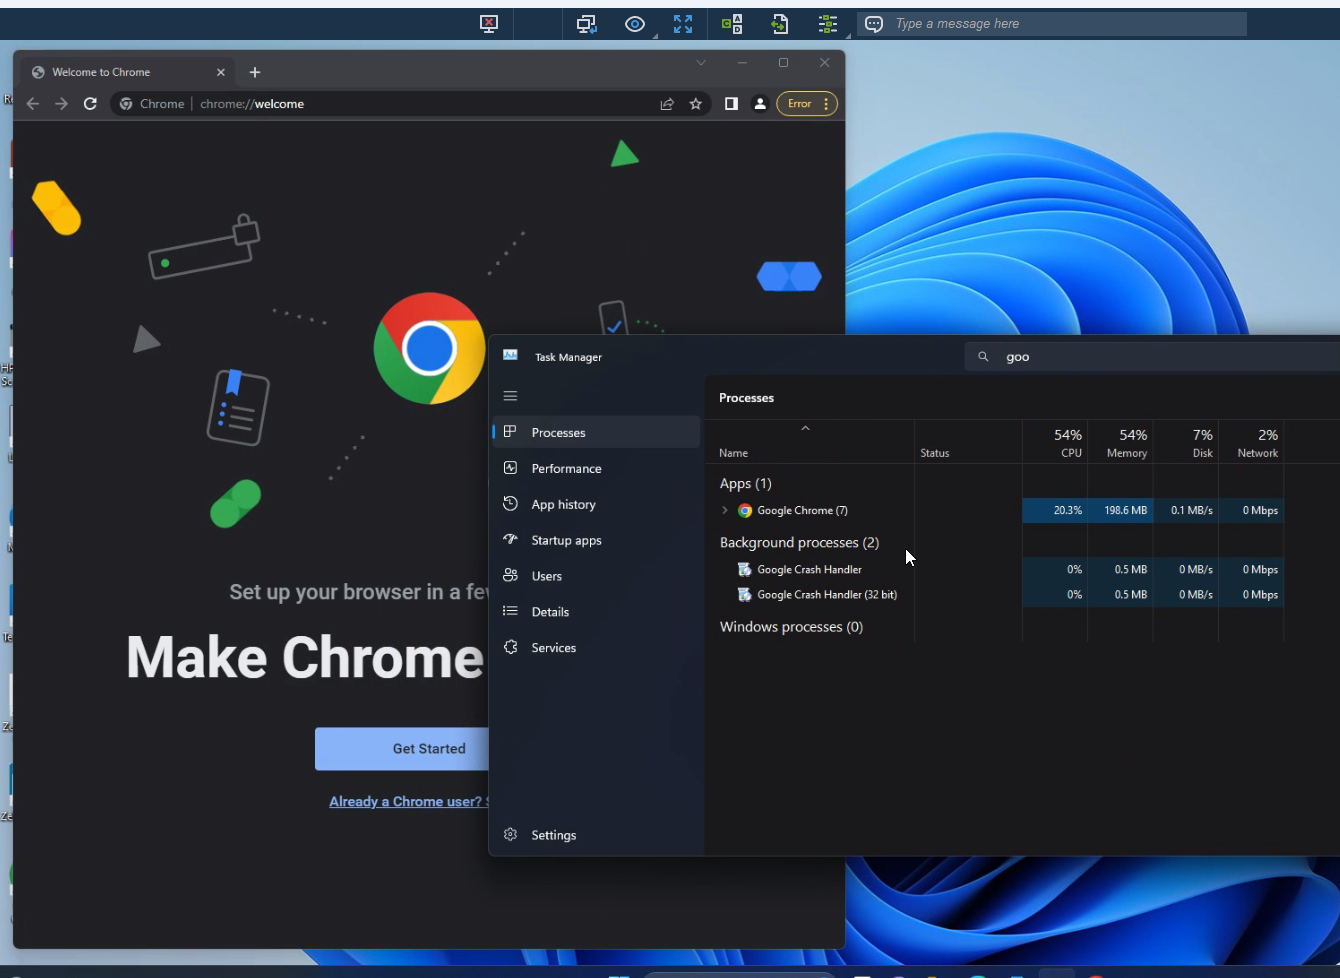 Type a message here
Welcome to Chrome
Chrome | chrome://welcome
Error
Set up your browser in a
Make Chrome
Get Started
Already a Chrome user?
Task Manager
goo
Processes
Performance
App history
Startup apps
Users
Details
Services
Settings
Processes
54% 54% 7% 2%
Name Status CPU Memory Disk Network
Apps (1)
Google Chrome (7) 20.3% 198.6 MB 0.1 MB/s 0 Mbps
Background processes (2)
Google Crash Handler 0% 0.5 MB 0 MB/s 0 Mbps
Google Crash Handler (32 bit) 0% 0.5 MB 0 MB/s 0 Mbps
Windows processes (0)